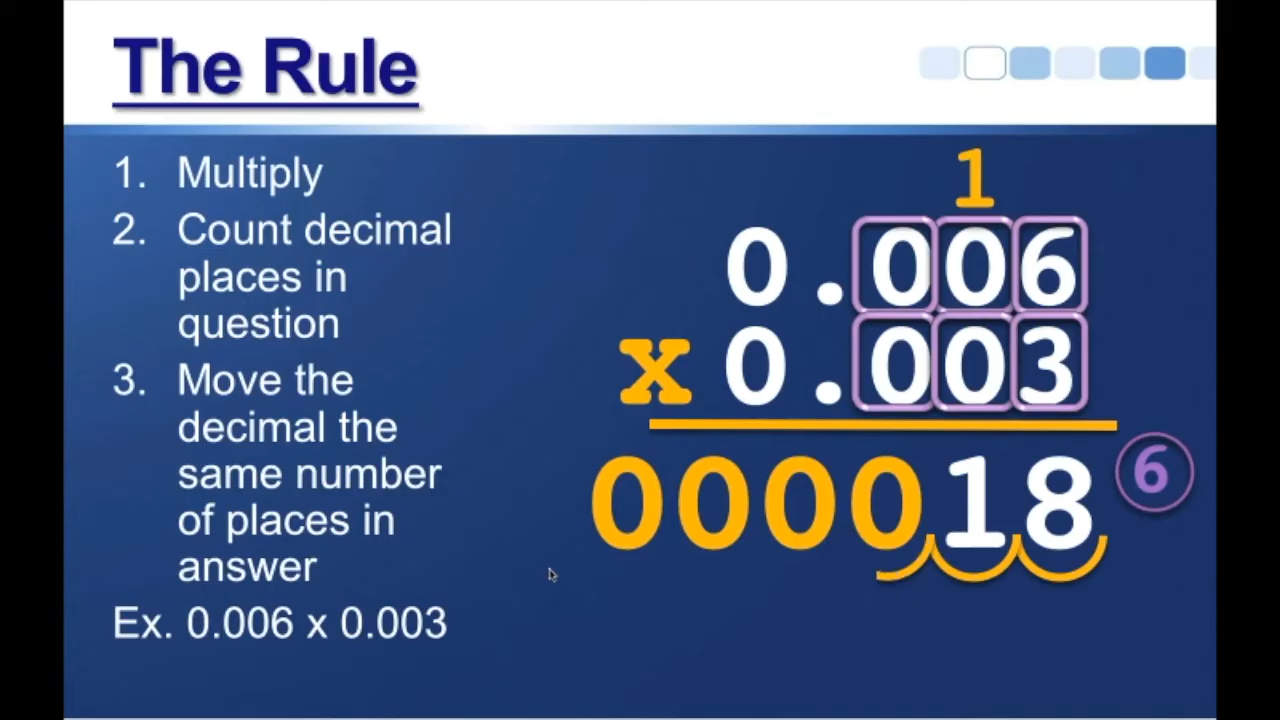 The Rule
1. Multiply
2. Count decimal
places in
question
3. Move the
decimal the
same number
of places in
answer
Ex. 0.006 x 0.003
1
0.006
x 0.003
000018
6